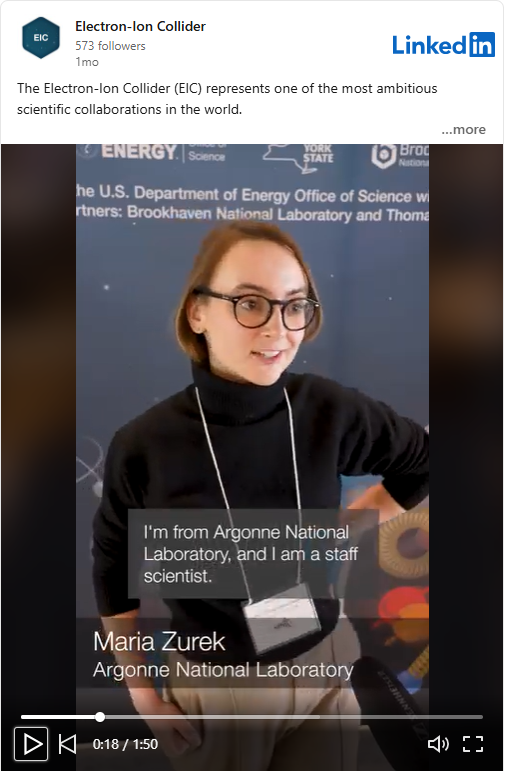 EIC
Electron-Ion Collider
573 followers
1mo
LinkedIn
The Electron-Ion Collider (EIC) represents one of the most ambitious
scientific collaborations in the world.
...more
ENERGY
Office of
Science
YORK
STATE
Broo
National
he U.S. Department of Energy Office of Science wi
rtners: Brookhaven National Laboratory and Thoma
I'm from Argonne National
Laboratory, and I am a staff
scientist.
Maria Zurek
Argonne National Laboratory
0:18 / 1:50